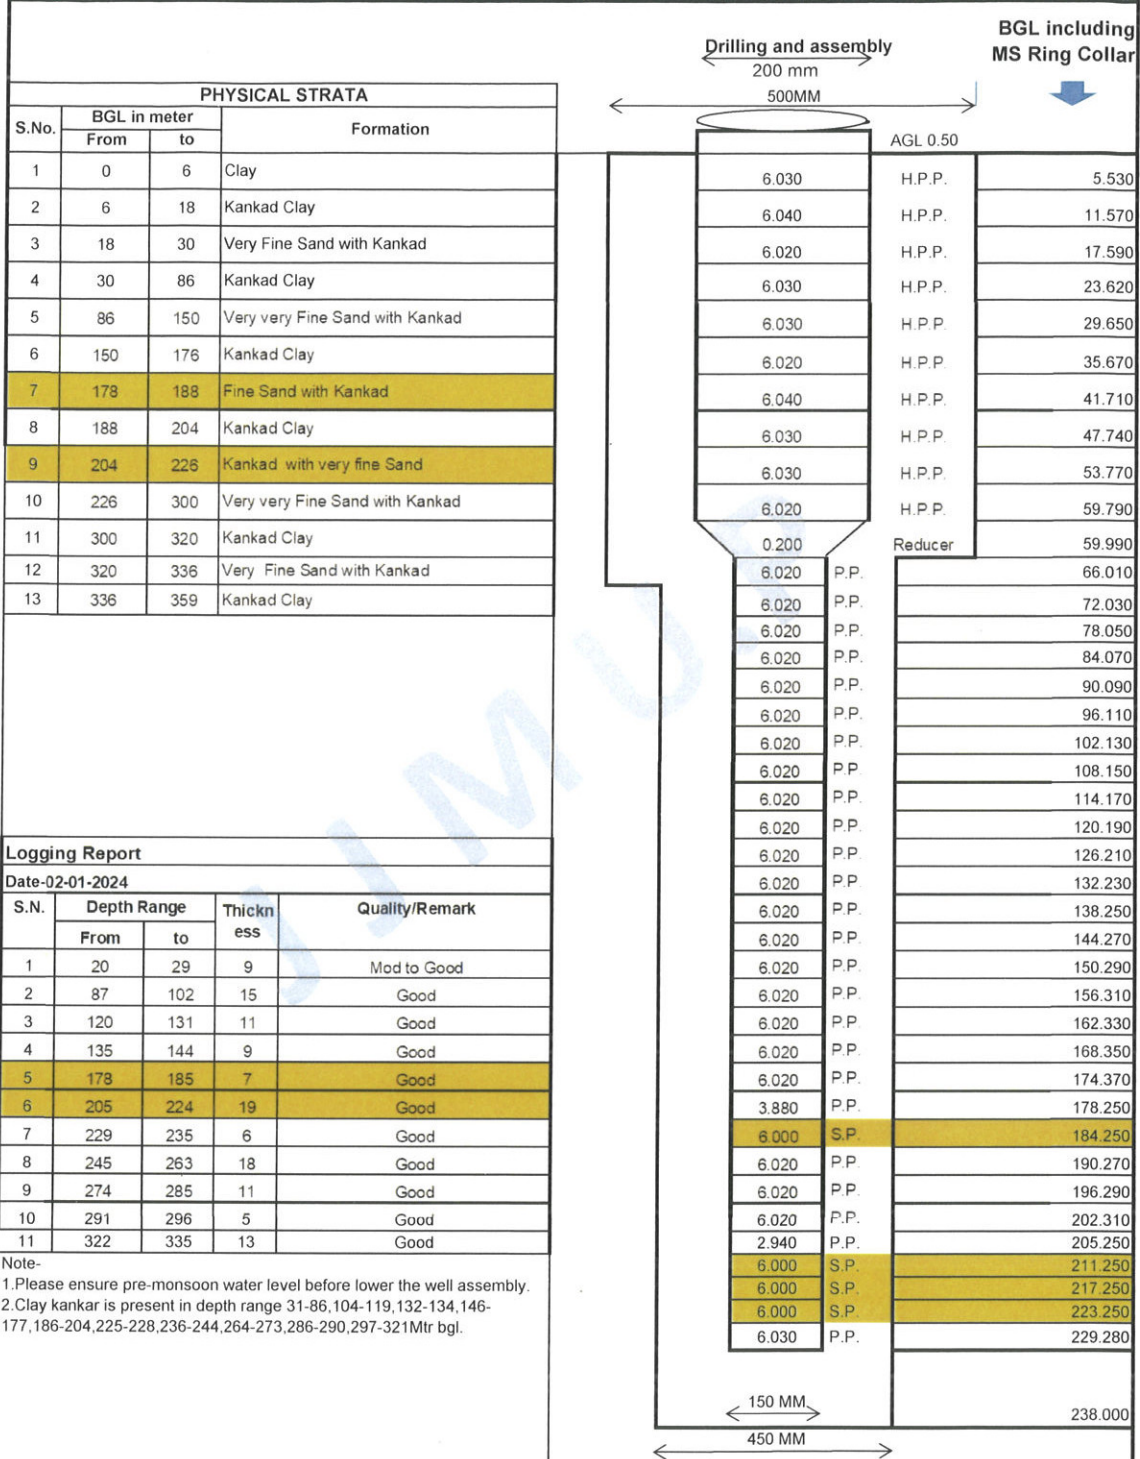 BGL including
MS Ring Collar
Drilling and assembly
200 mm
500MM
AGL 0.50
PHYSICAL STRATA
S.No. BGL in meter Formation
From to
1 0 6 Clay
2 6 18 Kankad Clay
3 18 30 Very Fine Sand with Kankad
4 30 86 Kankad Clay
5 86 150 Very very Fine Sand with Kankad
6 150 176 Kankad Clay
7 178 188 Fine Sand with Kankad
8 188 204 Kankad Clay
9 204 226 Kankad with very fine Sand
10 226 300 Very very Fine Sand with Kankad
11 300 320 Kankad Clay
12 320 336 Very Fine Sand with Kankad
13 336 359 Kankad Clay
Logging Report
Date-02-01-2024
S.N. Depth Range Thickn Quality/Remark
From to ess
1 20 29 9 Mod to Good
2 87 102 15 Good
3 120 131 11 Good
4 135 144 9 Good
5 178 185 7 Good
6 205 224 19 Good
7 229 235 6 Good
8 245 263 18 Good
9 274 285 11 Good
10 291 296 5 Good
11 322 335 13 Good
Note-
1.Please ensure pre-monsoon water level before lower the well assembly.
2.Clay kankar is present in depth range 31-86,104-119,132-134,146-
177,186-204,225-228,236-244,264-273,286-290,297-321Mtr bgl.
6.030 H.P.P. 5.530
6.040 H.P.P. 11.570
6.020 H.P.P. 17.590
6.030 H.P.P. 23.620
6.030 H.P.P. 29.650
6.020 H.P.P. 35.670
6.040 H.P.P. 41.710
6.030 H.P.P. 47.740
6.030 H.P.P. 53.770
6.020 H.P.P. 59.790
0.200 Reducer 59.990
6.020 P.P. 66.010
6.020 P.P. 72.030
6.020 P.P. 78.050
6.020 P.P. 84.070
6.020 P.P. 90.090
6.020 P.P. 96.110
6.020 P.P. 102.130
6.020 P.P. 108.150
6.020 P.P. 114.170
6.020 P.P. 120.190
6.020 P.P. 126.210
6.020 P.P. 132.230
6.020 P.P. 138.250
6.020 P.P. 144.270
6.020 P.P. 150.290
6.020 P.P. 156.310
6.020 P.P. 162.330
6.020 P.P. 168.350
6.020 P.P. 174.370
3.880 P.P. 178.250
6.000 S.P. 184.250
6.020 P.P. 190.270
6.020 P.P. 196.290
6.020 P.P. 202.310
2.940 P.P. 205.250
6.000 S.P. 211.250
6.000 S.P. 217.250
6.000 S.P. 223.250
6.030 P.P. 229.280
150 MM
238.000
450 MM
JJMU.P